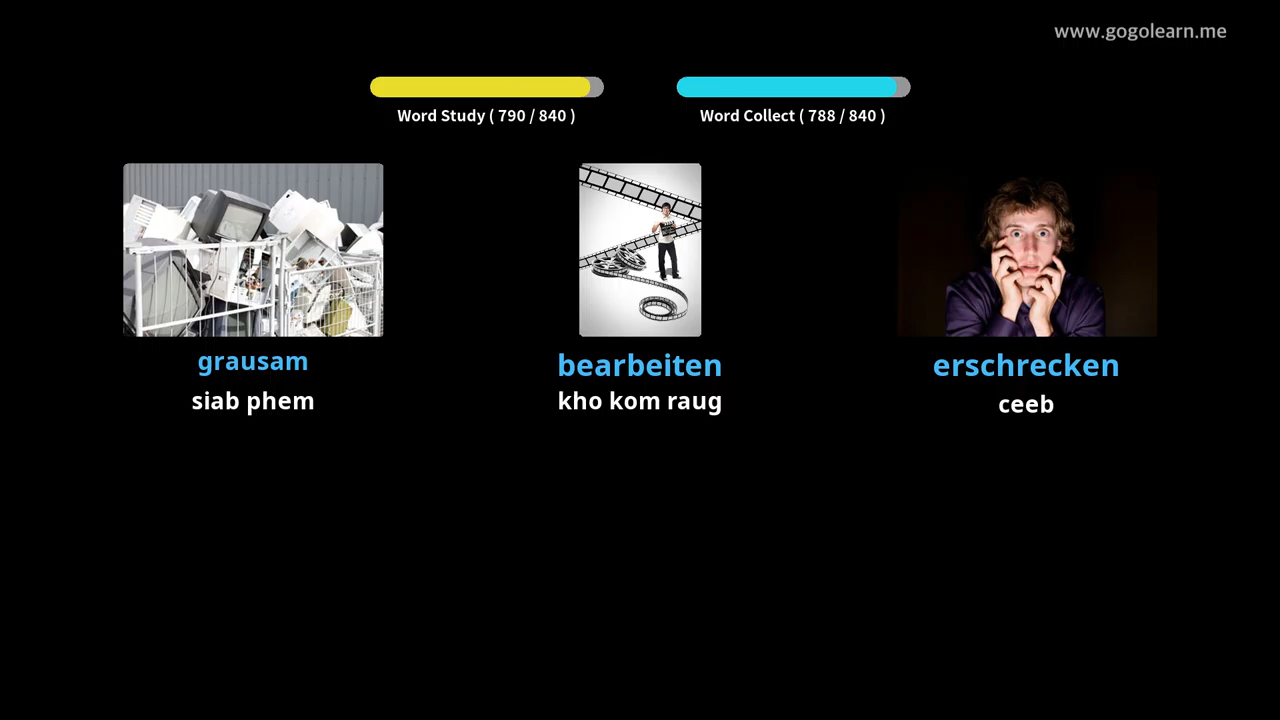 www.gogolearn.me
Word Study ( 790 / 840 )
Word Collect ( 788 / 840 )
grausam
siab phem
bearbeiten
kho kom raug
erschrecken
ceeb